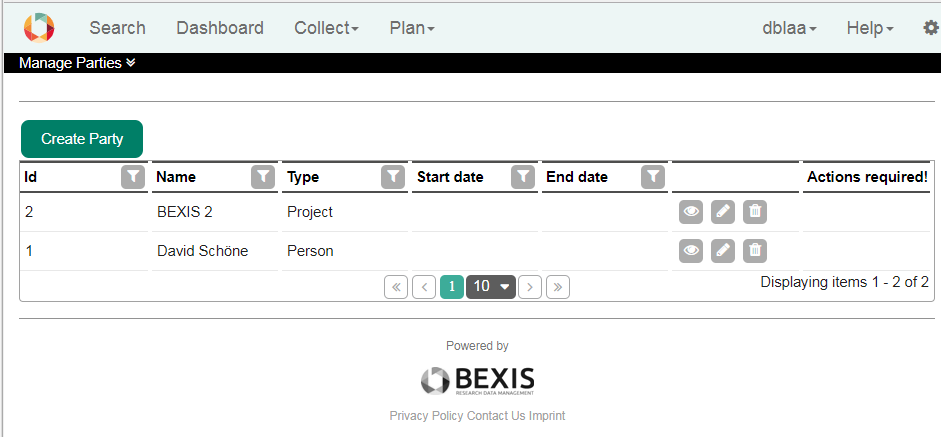 Search Dashboard Collect Plan dblaa Help
Manage Parties
Create Party
Id Name Type Start date End date Actions required!
2 BEXIS 2 Project
1 David Schöne Person
« ‹ 1 10 › »
Displaying items 1 - 2 of 2
Powered by
BEXIS
RESEARCH DATA MANAGEMENT
Privacy Policy Contact Us Imprint